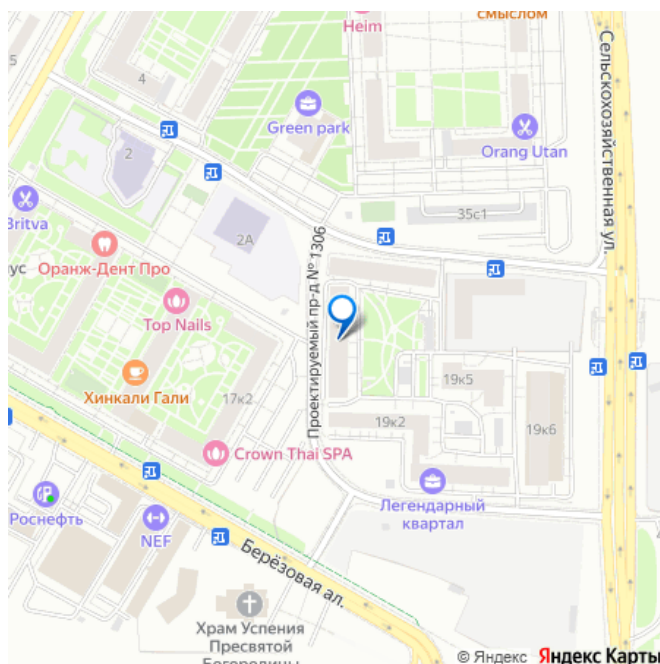 смыслом
Heim
5
4
Green park
Orang Utan
2
Britva
35с1
2А
Оранж-Дент Про
Сельскохозяйственная ул.
Проектируемый пр-д № 1306
Top Nails
19к5
Хинкали Гали
17к2
19к2
19к6
Crown Thai SPA
Легендарный
квартал
Роснефть
NEF
Берёзовая ал.
Храм Успения
Пресвятой
Богородицы
© Яндекс Яндекс Карты